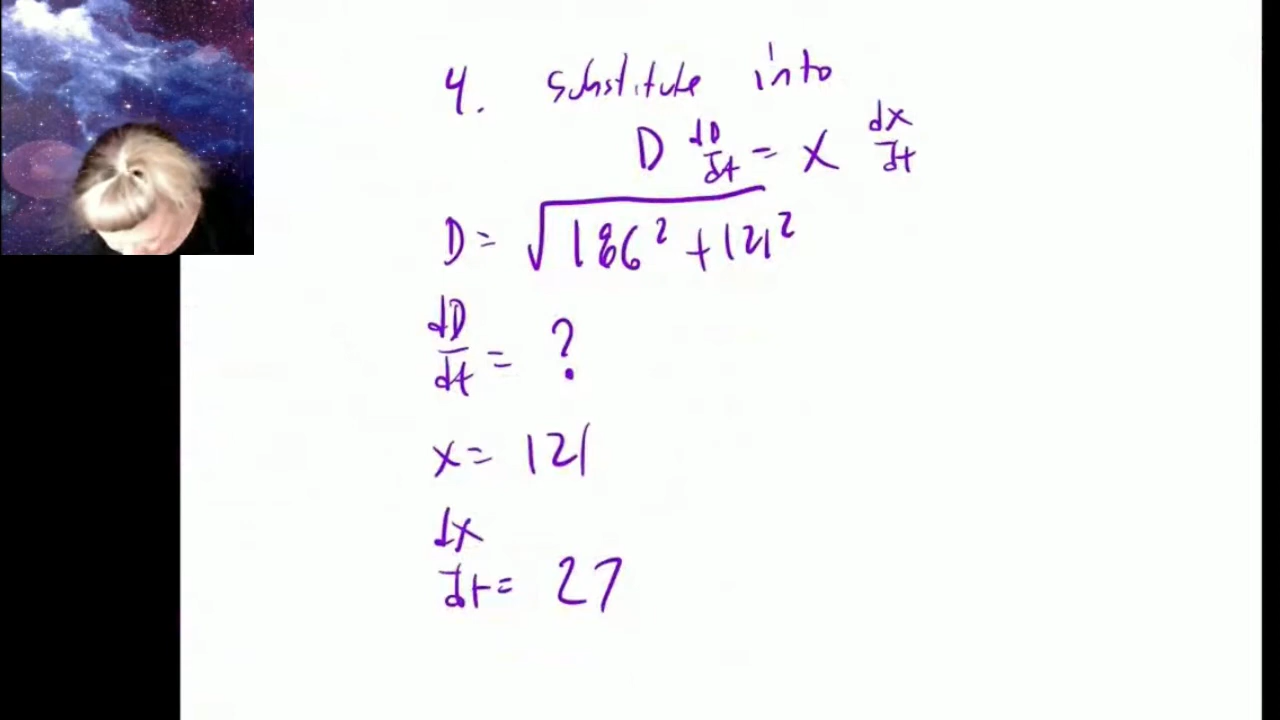 4. substitute into
D dD/dt = x dx/dt
D = √(186² + 121²)
dD/dt = ?
x = 121
dx/dt = 27